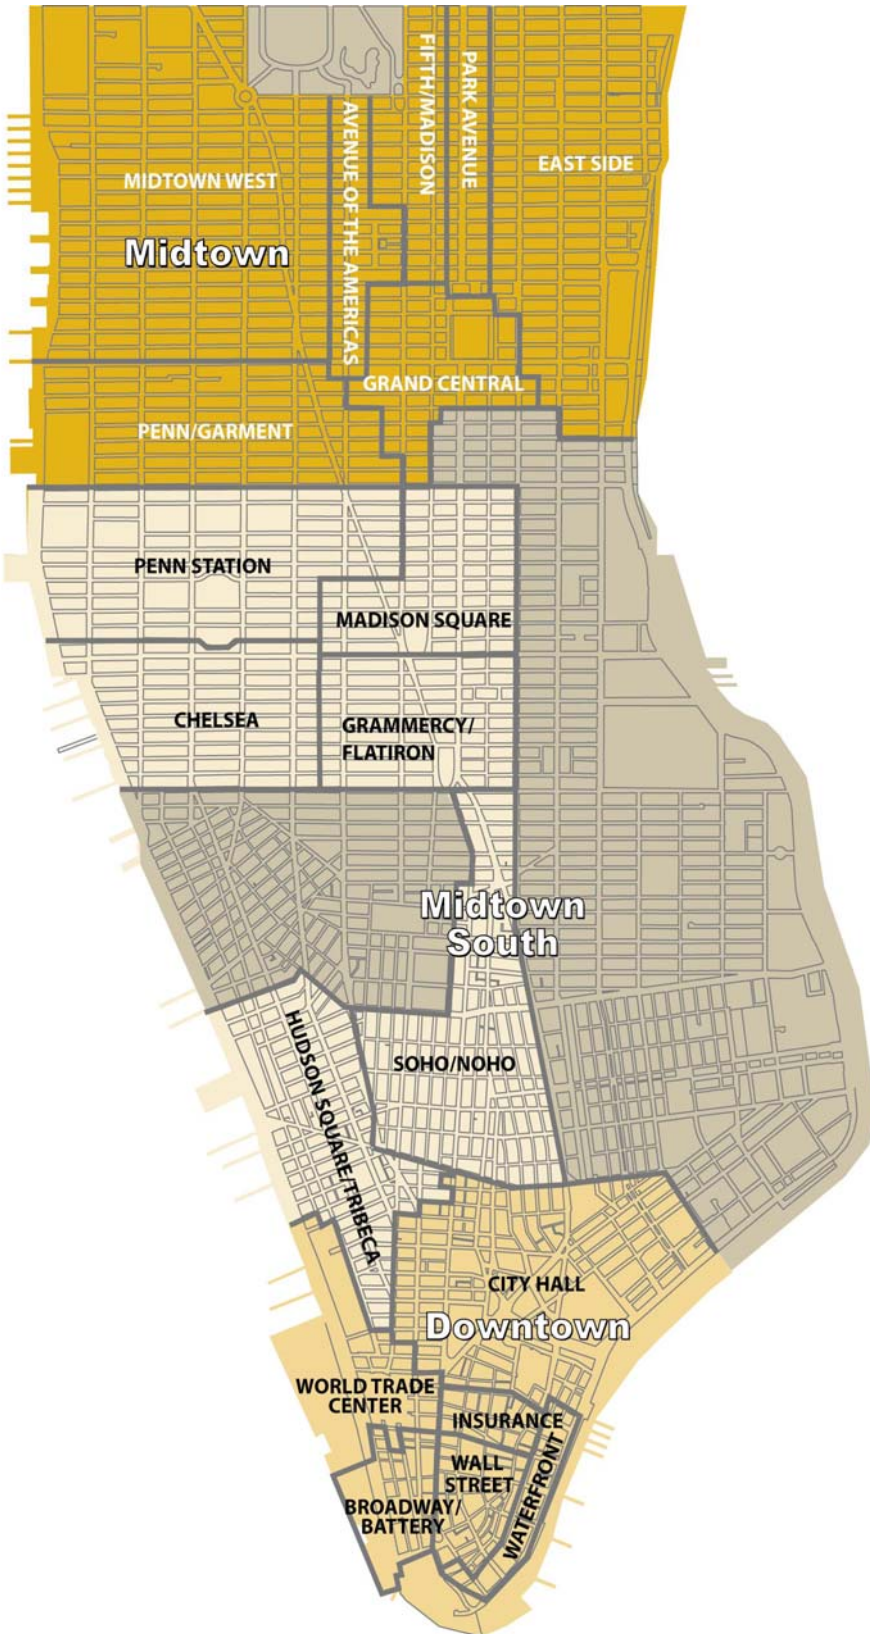 FIFTH/MADISON
PARK AVENUE
AVENUE OF THE AMERICAS
EAST SIDE
MIDTOWN WEST
Midtown
GRAND CENTRAL
PENN/GARMENT
PENN STATION
MADISON SQUARE
CHELSEA
GRAMMERCY/
FLATIRON
Midtown
South
HUDSON SQUARE/TRIBECA
SOHO/NOHO
CITY HALL
Downtown
WORLD TRADE
CENTER
INSURANCE
WALL
STREET
WATERFRONT
BROADWAY/
BATTERY